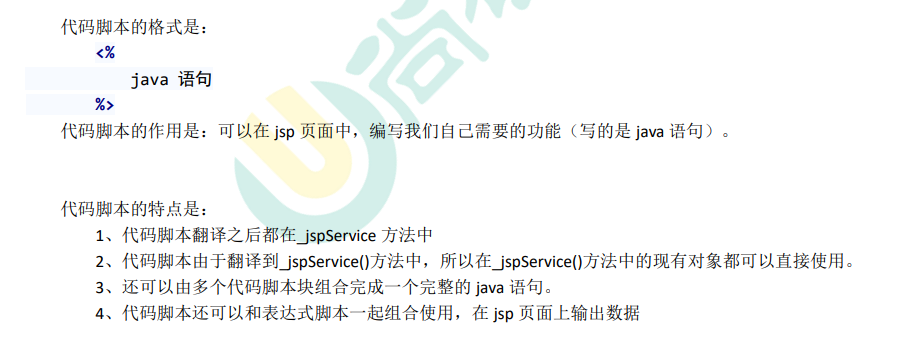 代码脚本的格式是：
<%
java 语句
%>
代码脚本的作用是：可以在 jsp 页面中，编写我们自己需要的功能（写的是 java 语句）。
代码脚本的特点是：
1、代码脚本翻译之后都在_jspService 方法中
2、代码脚本由于翻译到_jspService()方法中，所以在_jspService()方法中的现有对象都可以直接使用。
3、还可以由多个代码脚本块组合完成一个完整的 java 语句。
4、代码脚本还可以和表达式脚本一起组合使用，在 jsp 页面上输出数据